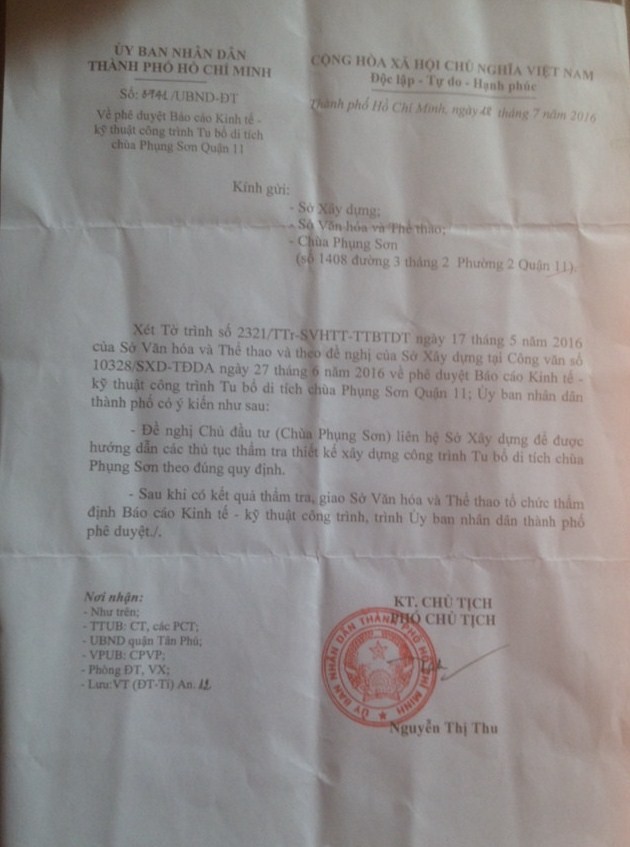 ỦY BAN NHÂN DÂN
THÀNH PHỐ HỒ CHÍ MINH
Số: /UBND-ĐT
Về phê duyệt Báo cáo Kinh tế -
kỹ thuật công trình Tu bổ di tích
chùa Phụng Sơn Quận 11
CỘNG HÒA XÃ HỘI CHỦ NGHĨA VIỆT NAM
Độc lập - Tự do - Hạnh phúc
Thành phố Hồ Chí Minh, ngày tháng 7 năm 2016
Kính gửi:
- Sở Xây dựng;
- Sở Văn hóa và Thể thao;
- Chùa Phụng Sơn
(số 1408 đường 3 tháng 2 Phường 2 Quận 11).
Xét Tờ trình số 2321/TTr-SVHTT-TTBTDT ngày 17 tháng 5 năm 2016
của Sở Văn hóa và Thể thao và theo đề nghị của Sở Xây dựng tại Công văn số
10328/SXD-TĐDA ngày 27 tháng 6 năm 2016 về phê duyệt Báo cáo Kinh tế -
kỹ thuật công trình Tu bổ di tích chùa Phụng Sơn Quận 11; Ủy ban nhân dân
thành phố có ý kiến như sau:
- Đề nghị Chủ đầu tư (Chùa Phụng Sơn) liên hệ Sở Xây dựng để được
hướng dẫn các thủ tục thẩm tra thiết kế xây dựng công trình Tu bổ di tích chùa
Phụng Sơn theo đúng quy định.
- Sau khi có kết quả thẩm tra, giao Sở Văn hóa và Thể thao tổ chức thẩm
định Báo cáo Kinh tế - kỹ thuật công trình, trình Ủy ban nhân dân thành phố
phê duyệt./.
Nơi nhận:
- Như trên;
- TTUB: CT, các PCT;
- UBND quận Tân Phú;
- VPUB: CPVP;
- Phòng ĐT, VX;
- Lưu:VT (ĐT-Ti) An.
KT. CHỦ TỊCH
PHÓ CHỦ TỊCH
ỦY BAN NHÂN DÂN THÀNH PHỐ HỒ CHÍ MINH
Nguyễn Thị Thu